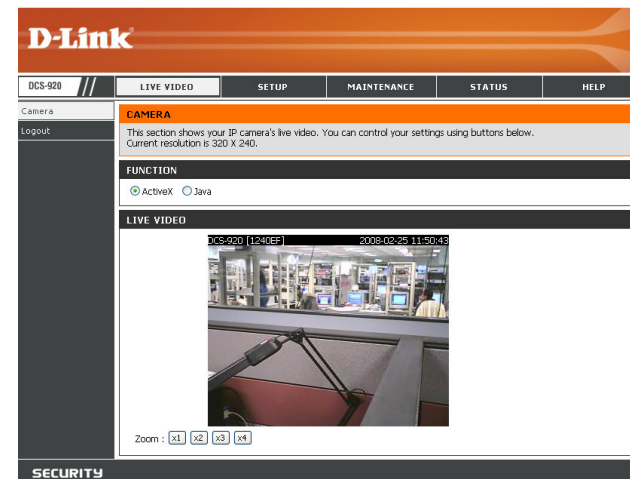 D-Link
DCS-920 // LIVE VIDEO SETUP MAINTENANCE STATUS HELP
Camera
Logout
CAMERA
This section shows your IP camera's live video. You can control your settings using buttons below.
Current resolution is 320 X 240.
FUNCTION
ActiveX Java
LIVE VIDEO
DCS-920 [1240EF] 2008-02-25 11:50:43
Zoom : x1 x2 x3 x4
SECURITY